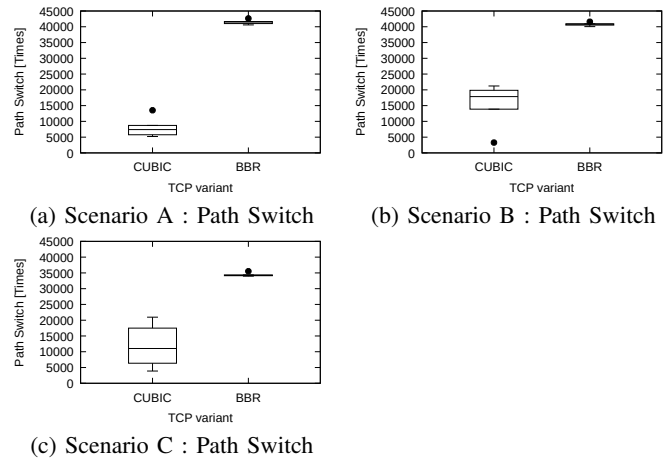 Path Switch [Times]
45000
40000
35000
30000
25000
20000
15000
10000
5000
0
CUBIC BBR
TCP variant
(a) Scenario A : Path Switch
Path Switch [Times]
45000
40000
35000
30000
25000
20000
15000
10000
5000
0
CUBIC BBR
TCP variant
(b) Scenario B : Path Switch
Path Switch [Times]
45000
40000
35000
30000
25000
20000
15000
10000
5000
0
CUBIC BBR
TCP variant
(c) Scenario C : Path Switch